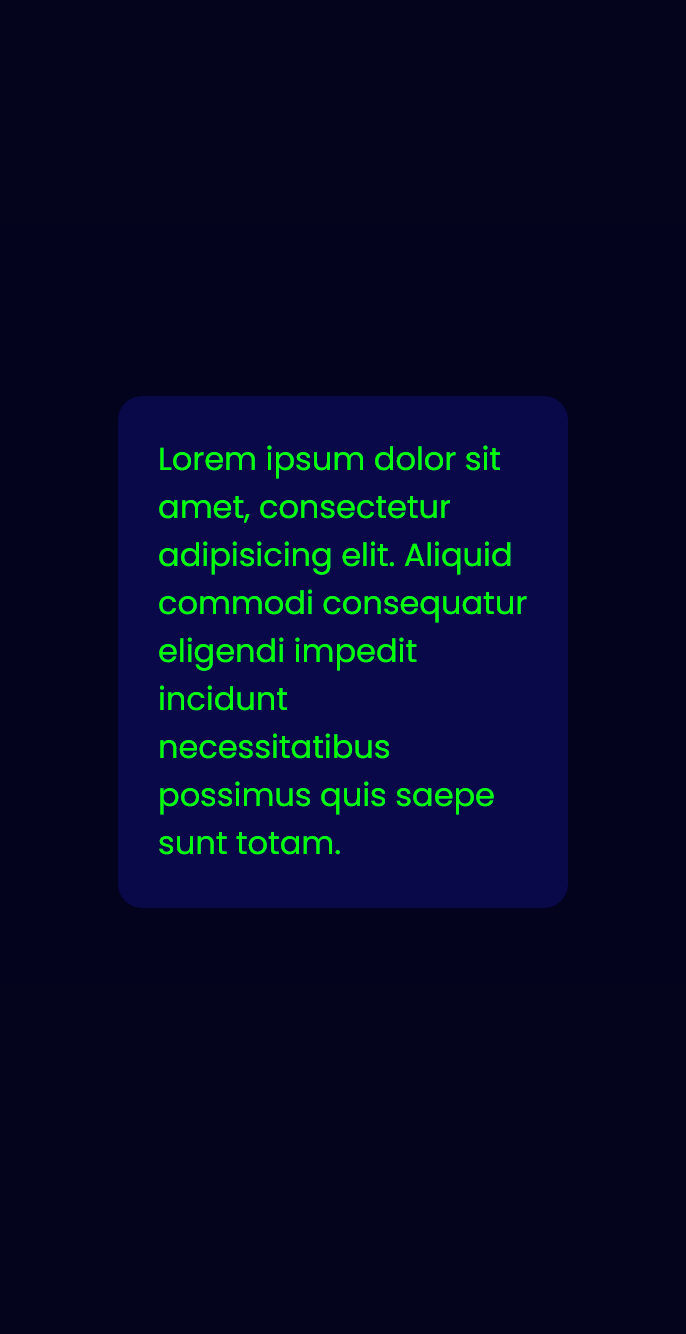 Lorem ipsum dolor sit
amet, consectetur
adipisicing elit. Aliquid
commodi consequatur
eligendi impedit
incidunt
necessitatibus
possimus quis saepe
sunt totam.